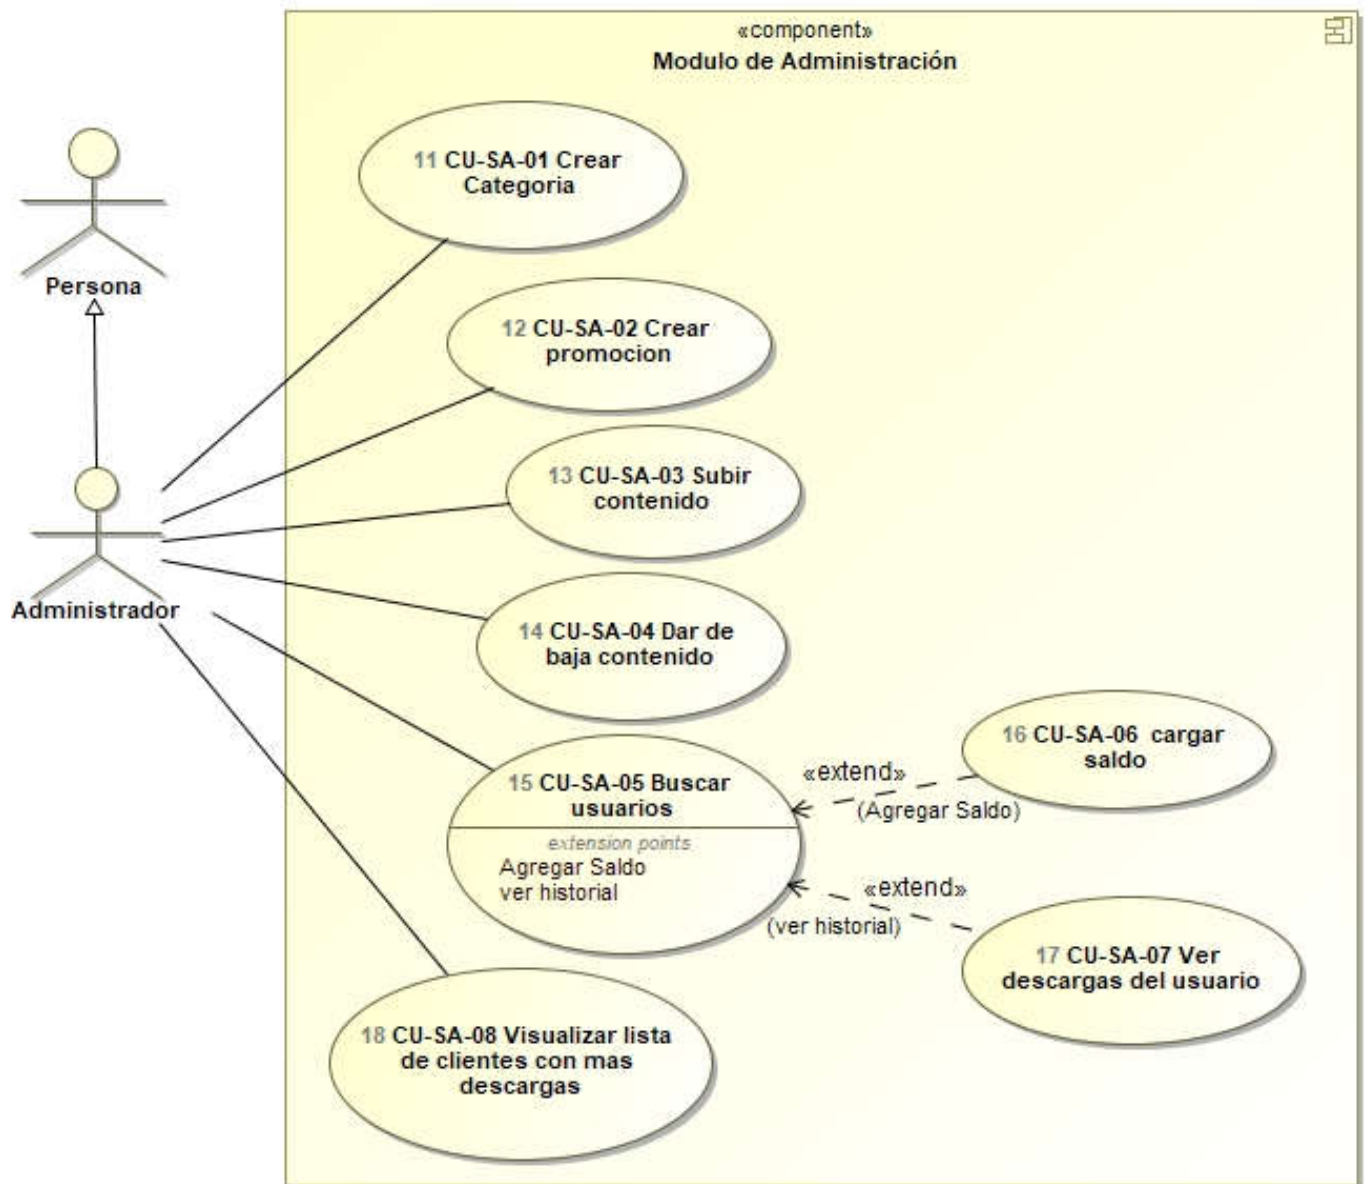 «component»
Modulo de Administración
11 CU-SA-01 Crear
Categoria
Persona
12 CU-SA-02 Crear
promocion
13 CU-SA-03 Subir
contenido
Administrador
14 CU-SA-04 Dar de
baja contenido
15 CU-SA-05 Buscar
usuarios
extension points
Agregar Saldo
ver historial
«extend»
(Agregar Saldo)
16 CU-SA-06 cargar
saldo
«extend»
(ver historial)
17 CU-SA-07 Ver
descargas del usuario
18 CU-SA-08 Visualizar lista
de clientes con mas
descargas